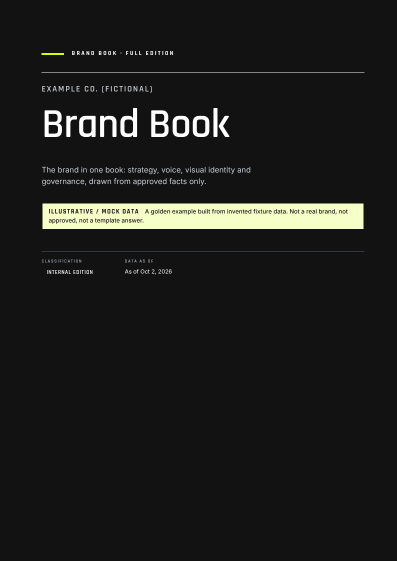 BRAND BOOK · FULL EDITION
EXAMPLE CO. (FICTIONAL)
Brand Book
The brand in one book: strategy, voice, visual identity and
governance, drawn from approved facts only.
ILLUSTRATIVE / MOCK DATA A golden example built from invented fixture data. Not a real brand, not
approved, not a template answer.
CLASSIFICATION DATA AS OF
INTERNAL EDITION As of Oct 2, 2026